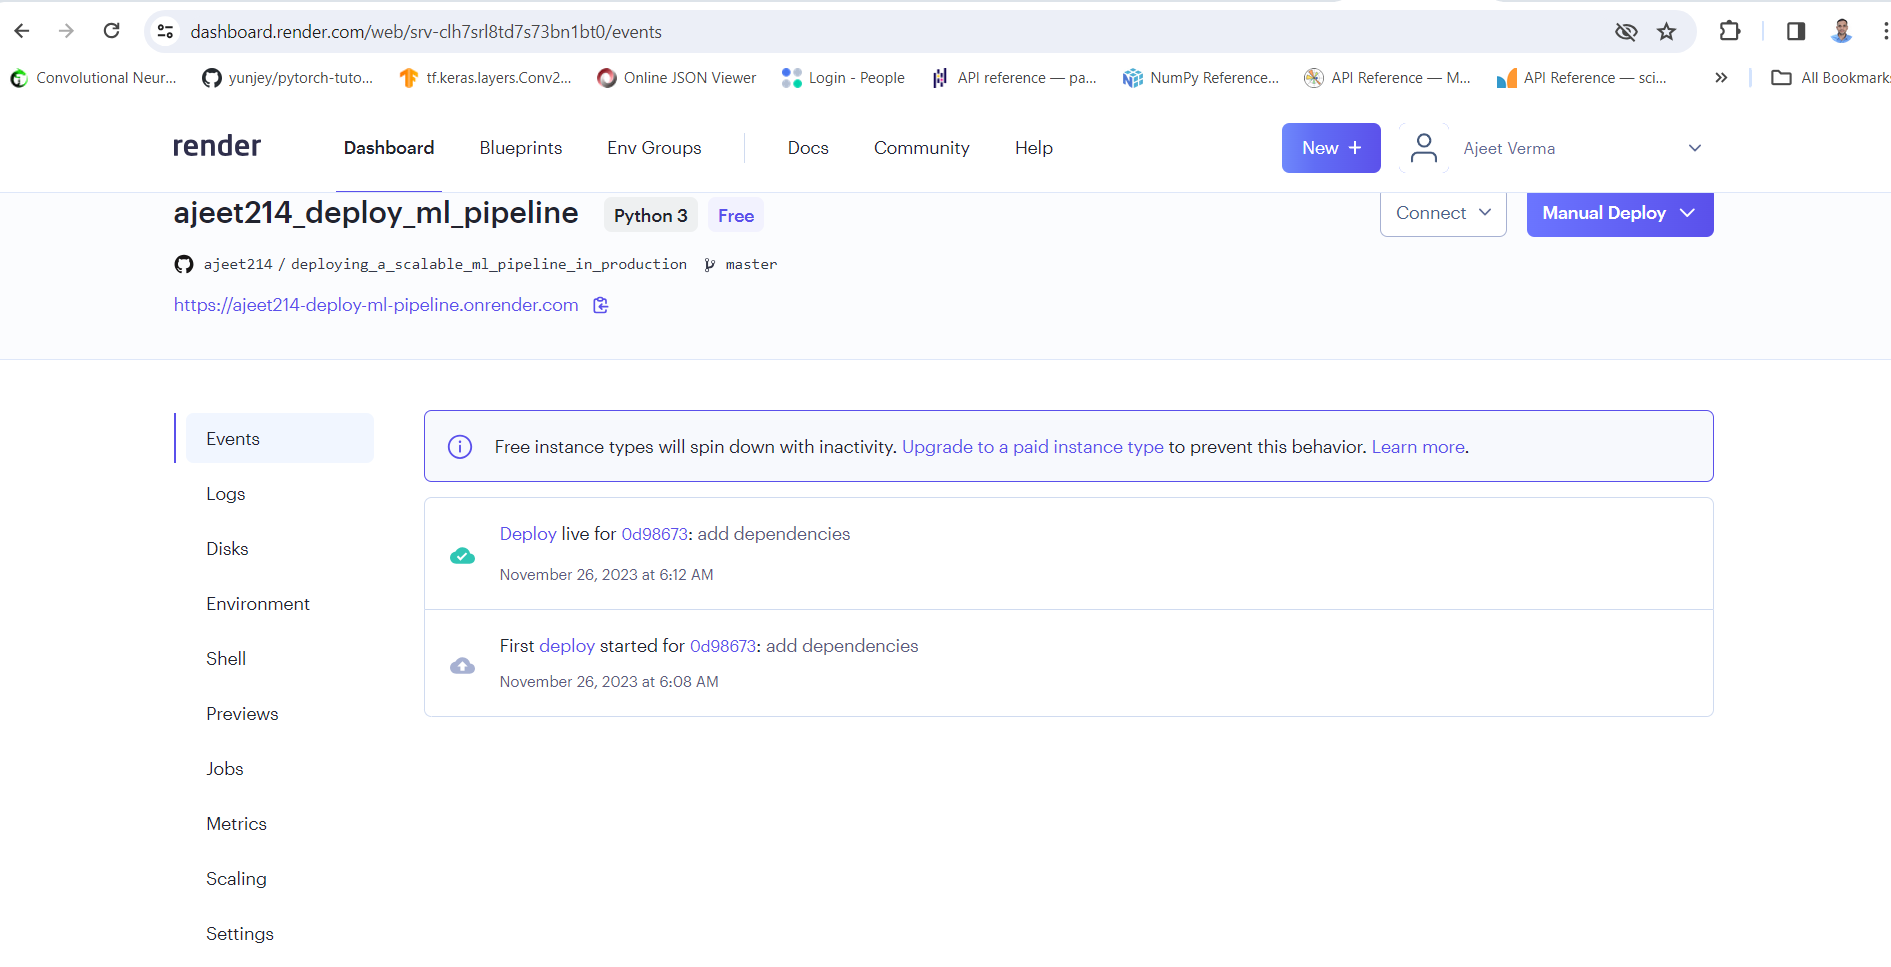 dashboard.render.com/web/srv-clh7srl8td7s73bn1bt0/events
Convolutional Neur... yunjey/pytorch-tuto... tf.keras.layers.Conv2... Online JSON Viewer Login - People API reference — pa... NumPy Reference... API Reference — M... API Reference — sci... » All Bookmarks
render Dashboard Blueprints Env Groups Docs Community Help New + Ajeet Verma
ajeet214_deploy_ml_pipeline Python 3 Free Connect Manual Deploy
ajeet214 / deploying_a_scalable_ml_pipeline_in_production master
https://ajeet214-deploy-ml-pipeline.onrender.com
Events
Free instance types will spin down with inactivity. Upgrade to a paid instance type to prevent this behavior. Learn more.
Logs
Disks
Environment
Shell
Previews
Jobs
Metrics
Scaling
Settings
Deploy live for 0d98673: add dependencies
November 26, 2023 at 6:12 AM
First deploy started for 0d98673: add dependencies
November 26, 2023 at 6:08 AM